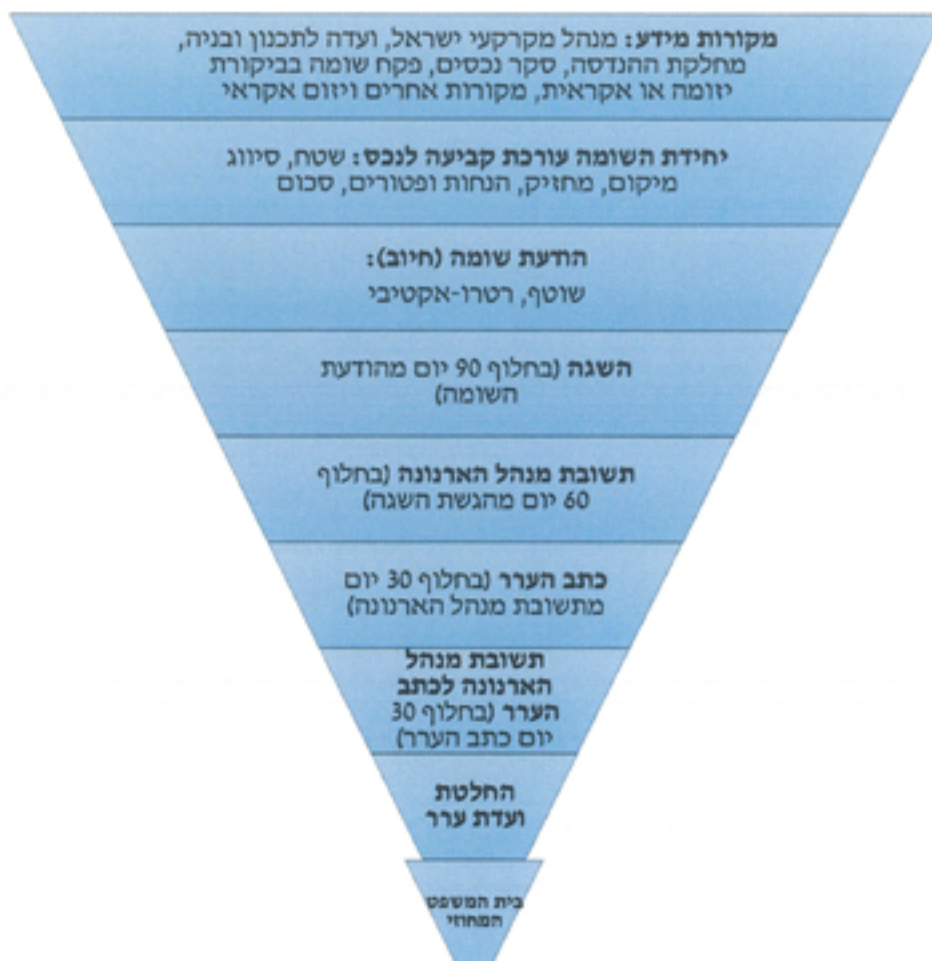 מקורות מידע: מנהל מקרקעי ישראל, ועדה לתכנון ובניה,
מחלקת ההנדסה, סקר נכסים, פקח שומה בביקורת
יזומה או אקראית, מקורות אחרים ויזום אקראי
יחידת השומה עורכת קביעה לנכס: שטח, סיווג
מיקום, מחזיק, הנחות ופטורים, סכום
הודעת שומה (חיוב):
שוטף, רטרו-אקטיבי
השגה (בחלוף 90 יום מהודעת
השומה)
תשובת מנהל הארנונה (בחלוף
60 יום מהגשת השגה)
כתב הערר (בחלוף 30 יום
מתשובת מנהל הארנונה)
תשובת מנהל
הארנונה לכתב
הערר (בחלוף 30
יום כתב הערר)
החלטת
ועדת ערר
בית המשפט
המחוזי